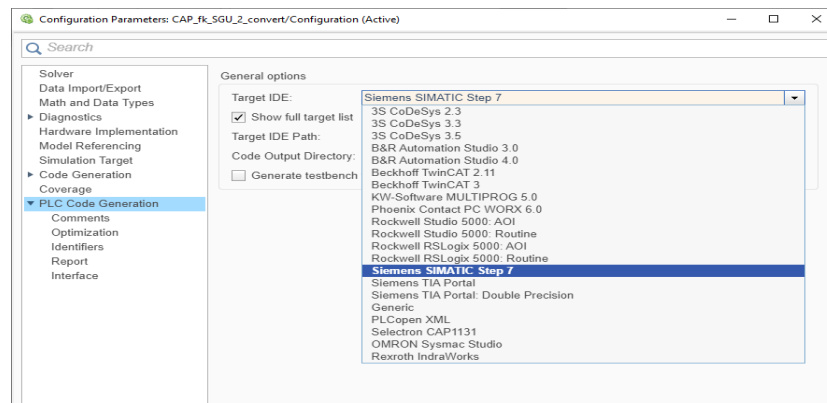 Configuration Parameters: CAP_fk_SGU_2_convert/Configuration (Active)
Search
Solver
Data Import/Export
Math and Data Types
Diagnostics
Hardware Implementation
Model Referencing
Simulation Target
Code Generation
Coverage
PLC Code Generation
Comments
Optimization
Identifiers
Report
Interface
General options
Target IDE:
Siemens SIMATIC Step 7
Show full target list
Target IDE Path:
Code Output Directory:
Generate testbench
3S CoDeSys 2.3
3S CoDeSys 3.3
3S CoDeSys 3.5
B&R Automation Studio 3.0
B&R Automation Studio 4.0
Beckhoff TwinCAT 2.11
Beckhoff TwinCAT 3
KW-Software MULTIPROG 5.0
Phoenix Contact PC WORX 6.0
Rockwell Studio 5000: AOI
Rockwell Studio 5000: Routine
Rockwell RSLogix 5000: AOI
Rockwell RSLogix 5000: Routine
Siemens SIMATIC Step 7
Siemens TIA Portal
Siemens TIA Portal: Double Precision
Generic
PLCopen XML
Selectron CAP1131
OMRON Sysmac Studio
Rexroth IndraWorks